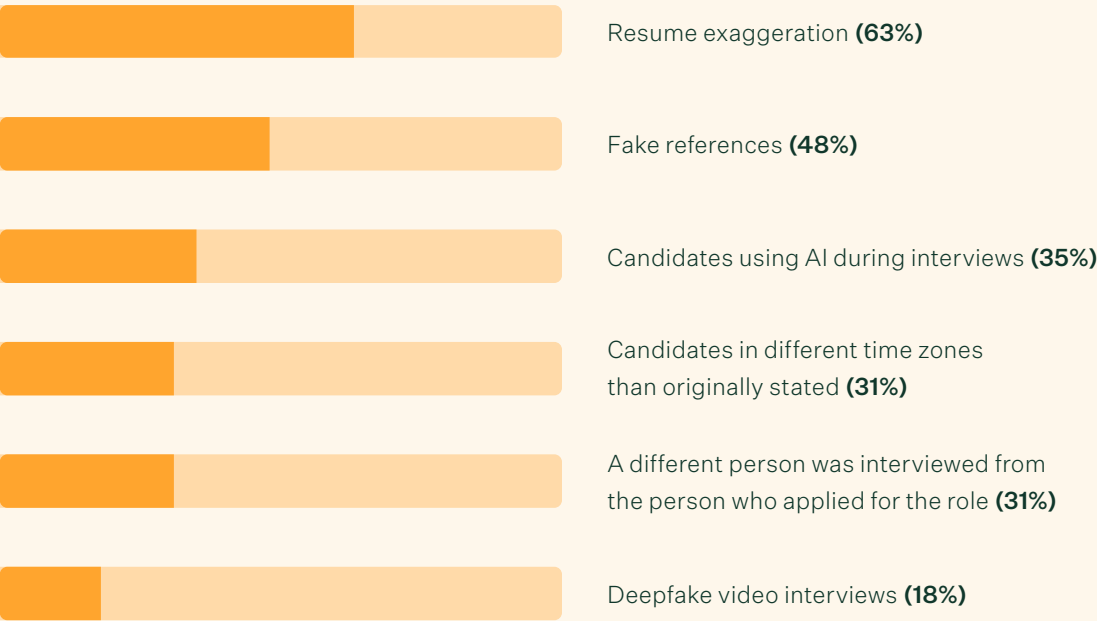 Resume exaggeration (63%)
Fake references (48%)
Candidates using AI during interviews (35%)
Candidates in different time zones
than originally stated (31%)
A different person was interviewed from
the person who applied for the role (31%)
Deepfake video interviews (18%)